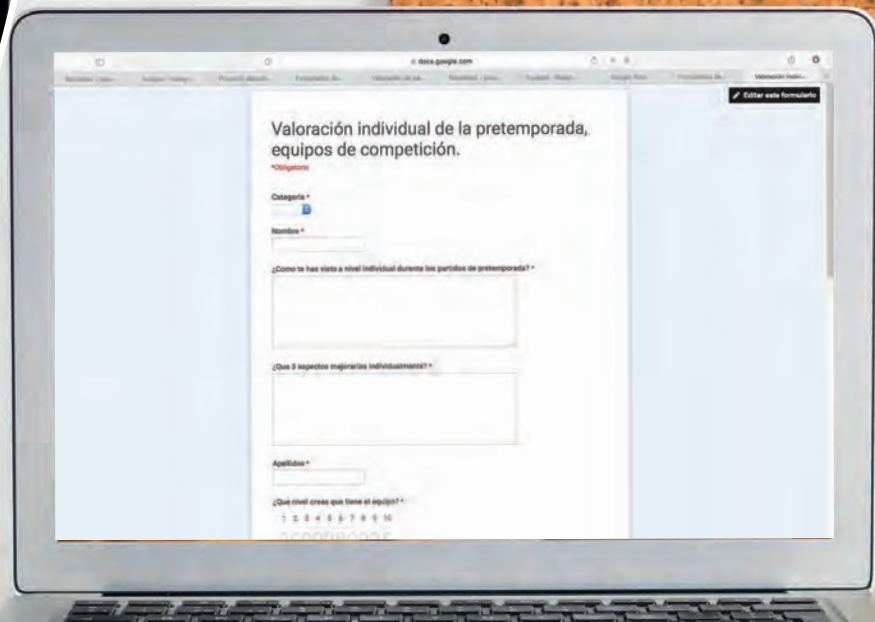 docs.google.com
Editar este formulario
Valoración individual de la pretemporada,
equipos de competición.
*Obligatorio
Categoria *
Nombre *
¿Como te has visto a nivel individual durante los partidos de pretemporada? *
¿Que 3 aspectos mejorarías individualmente? *
Apellidos *
¿Que nivel crees que tiene el equipo? *
1 2 3 4 5 6 7 8 9 10